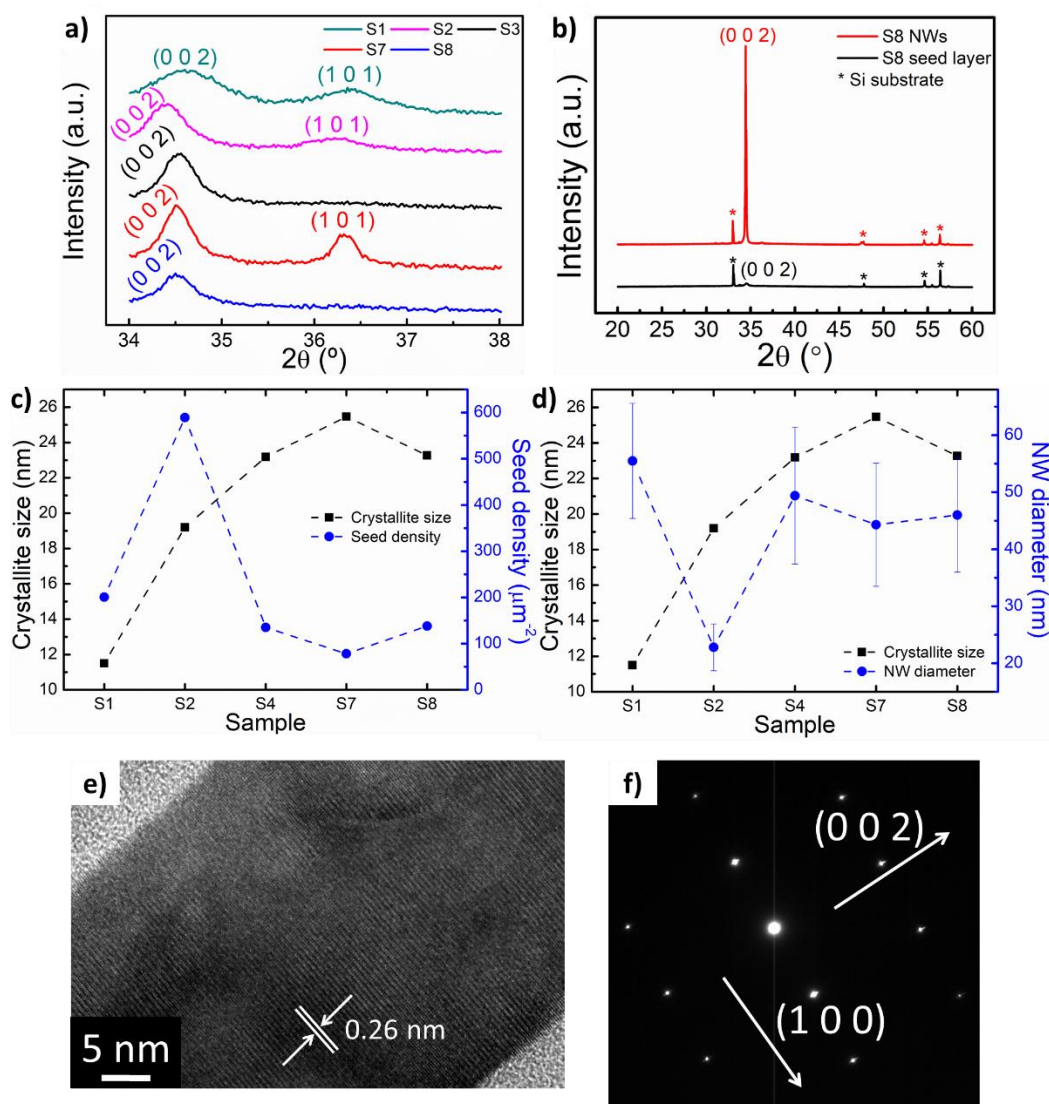 a)
S1 S2 S3
S7 S8
(0 0 2)
(1 0 1)
(0 0 2)
(1 0 1)
(0 0 2)
(0 0 2)
(1 0 1)
(0 0 2)
Intensity (a.u.)
34 35 36 37 38
2θ (º)
b)
(0 0 2)
S8 NWs
S8 seed layer
* Si substrate
* * * *
* (0 0 2) * * *
Intensity (a.u.)
20 25 30 35 40 45 50 55 60
2θ (°)
c)
26
24
22
20
18
16
14
12
10
Crystallite size (nm)
600
500
400
300
200
100
0
Seed density (µm⁻²)
Crystallite size
Seed density
S1 S2 S4 S7 S8
Sample
d)
26
24
22
20
18
16
14
12
10
Crystallite size (nm)
60
50
40
30
20
NW diameter (nm)
Crystallite size
NW diameter
S1 S2 S4 S7 S8
Sample
e)
0.26 nm
5 nm
f)
(0 0 2)
(1 0 0)